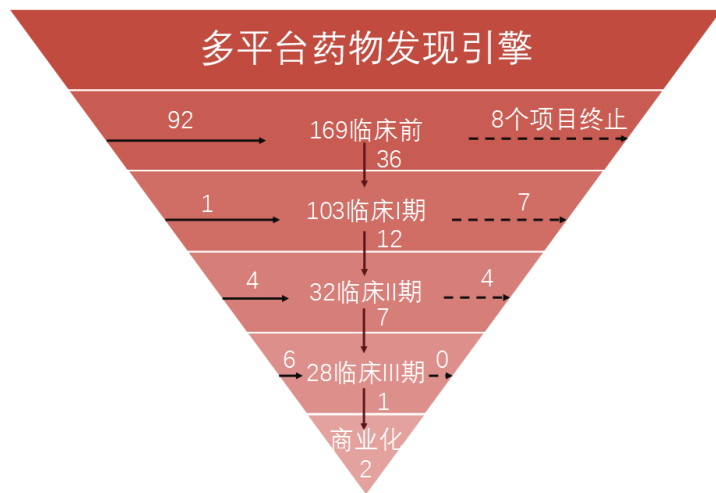 多平台药物发现引擎
92
169临床前
8个项目终止
36
1
103临床I期
7
12
4
32临床II期
4
7
6
28临床III期
0
1
商业化
2